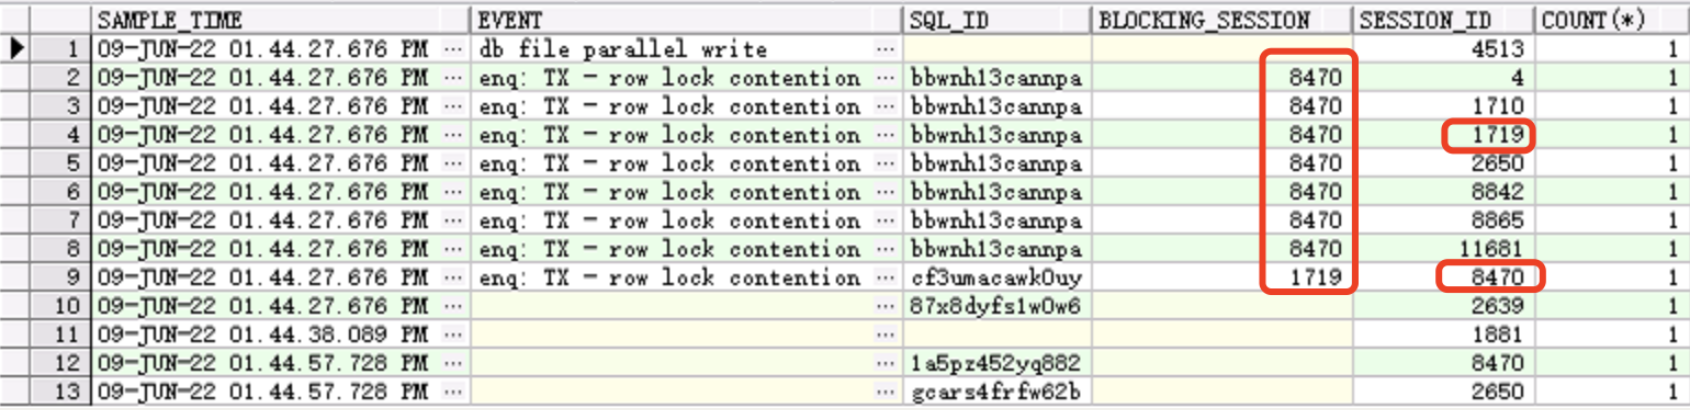 SAMPLE_TIME EVENT SQL_ID BLOCKING_SESSION SESSION_ID COUNT(*)
1 09-JUN-22 01.44.27.676 PM ... db file parallel write ... 4513 1
2 09-JUN-22 01.44.27.676 PM ... enq: TX - row lock contention ... bbwnh13cannpa 8470 4 1
3 09-JUN-22 01.44.27.676 PM ... enq: TX - row lock contention ... bbwnh13cannpa 8470 1710 1
4 09-JUN-22 01.44.27.676 PM ... enq: TX - row lock contention ... bbwnh13cannpa 8470 1719 1
5 09-JUN-22 01.44.27.676 PM ... enq: TX - row lock contention ... bbwnh13cannpa 8470 2650 1
6 09-JUN-22 01.44.27.676 PM ... enq: TX - row lock contention ... bbwnh13cannpa 8470 8842 1
7 09-JUN-22 01.44.27.676 PM ... enq: TX - row lock contention ... bbwnh13cannpa 8470 8865 1
8 09-JUN-22 01.44.27.676 PM ... enq: TX - row lock contention ... bbwnh13cannpa 8470 11681 1
9 09-JUN-22 01.44.27.676 PM ... enq: TX - row lock contention ... cf3umacawk0uy 1719 8470 1
10 09-JUN-22 01.44.27.676 PM ... ... 87x8dyfs1w0w6 2639 1
11 09-JUN-22 01.44.38.089 PM ... ... 1881 1
12 09-JUN-22 01.44.57.728 PM ... ... 1a5pz452yq882 8470 1
13 09-JUN-22 01.44.57.728 PM ... ... gcars4frfw62b 2650 1